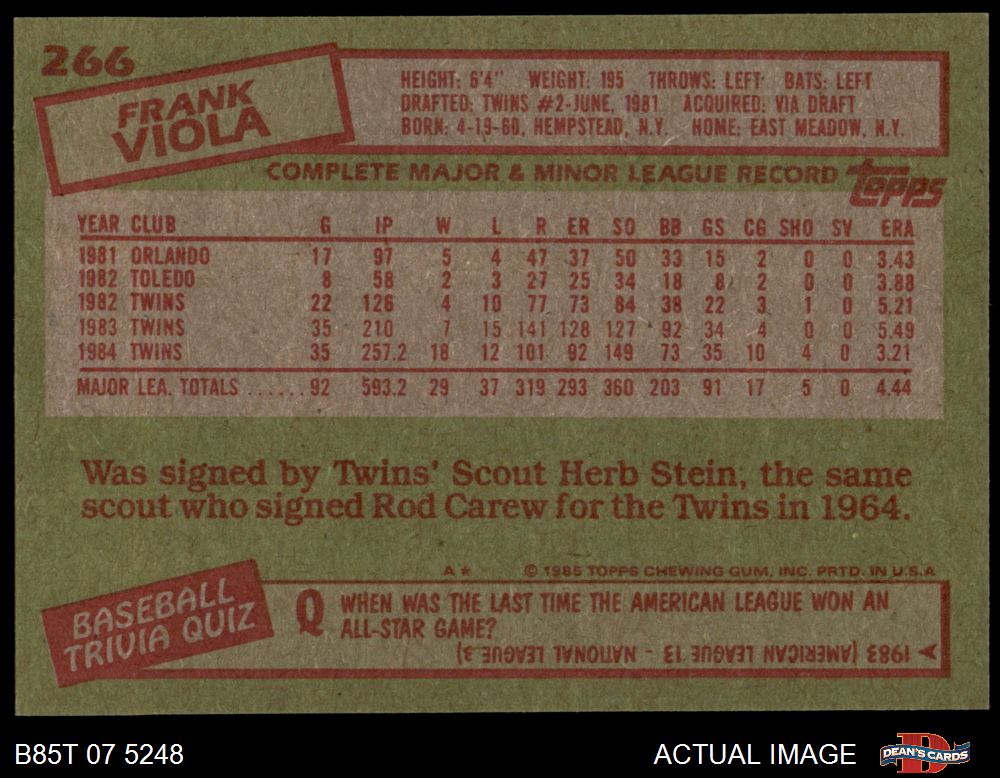 266
FRANK
VIOLA
HEIGHT: 6'4" WEIGHT: 195 THROWS: LEFT BATS: LEFT
DRAFTED: TWINS #2-JUNE, 1981 ACQUIRED: VIA DRAFT
BORN: 4-19-60, HEMPSTEAD, N.Y. HOME: EAST MEADOW, N.Y.
COMPLETE MAJOR & MINOR LEAGUE RECORD topps
YEAR CLUB G IP W L R ER SO BB GS CG SHO SV ERA
1981 ORLANDO 17 97 5 4 47 37 50 33 15 2 0 0 3.43
1982 TOLEDO 8 58 2 3 27 25 34 18 8 2 0 0 3.88
1982 TWINS 22 126 4 10 77 73 84 38 22 3 1 0 5.21
1983 TWINS 35 210 7 15 141 128 127 92 34 4 0 0 5.49
1984 TWINS 35 257.2 18 12 101 92 149 73 35 10 4 0 3.21
MAJOR LEA. TOTALS ...... 92 593.2 29 37 319 293 360 203 91 17 5 0 4.44
Was signed by Twins' Scout Herb Stein, the same
scout who signed Rod Carew for the Twins in 1964.
A* © 1985 TOPPS CHEWING GUM, INC. PRTD. IN U.S.A
BASEBALL
TRIVIA QUIZ
Q WHEN WAS THE LAST TIME THE AMERICAN LEAGUE WON AN
ALL-STAR GAME?
1983 (AMERICAN LEAGUE 13 - NATIONAL LEAGUE 3)
B85T 07 5248
ACTUAL IMAGE
D
DEAN'S CARDS